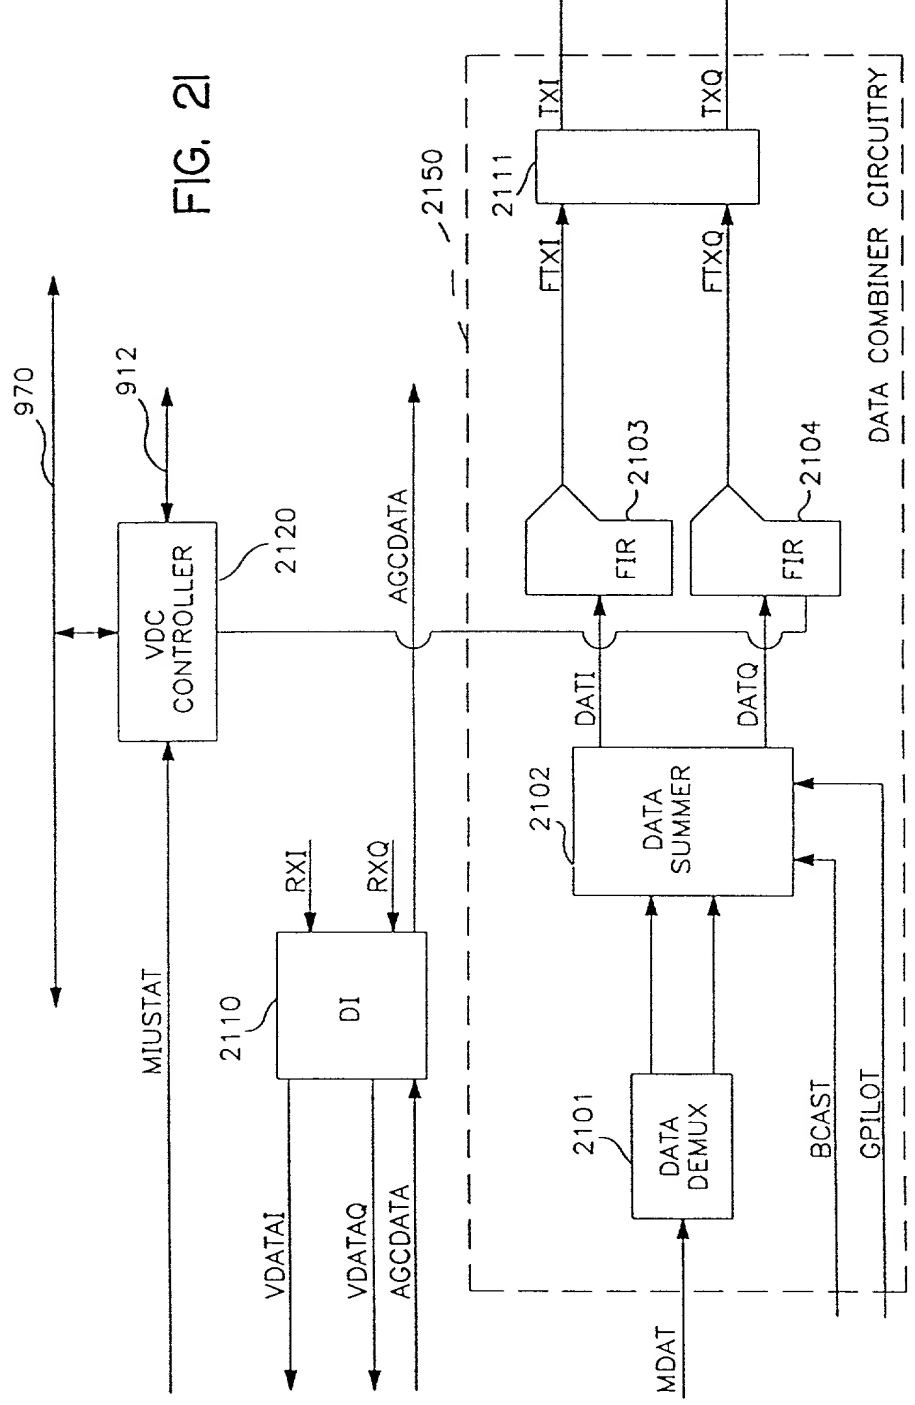 FIG. 21
970
912
VDC
CONTROLLER
2120
MIUSTAT
2110
DI
RXI
RXQ
VDATAI
VDATAQ
AGCDATA
AGCDATA
2150
MDAT
2101
DATA
DEMUX
2102
DATA
SUMMER
BCAST
GPILOT
DATI
DATQ
FIR
2103
FIR
2104
FTXI
FTXQ
2111
TXI
TXQ
DATA COMBINER CIRCUITRY